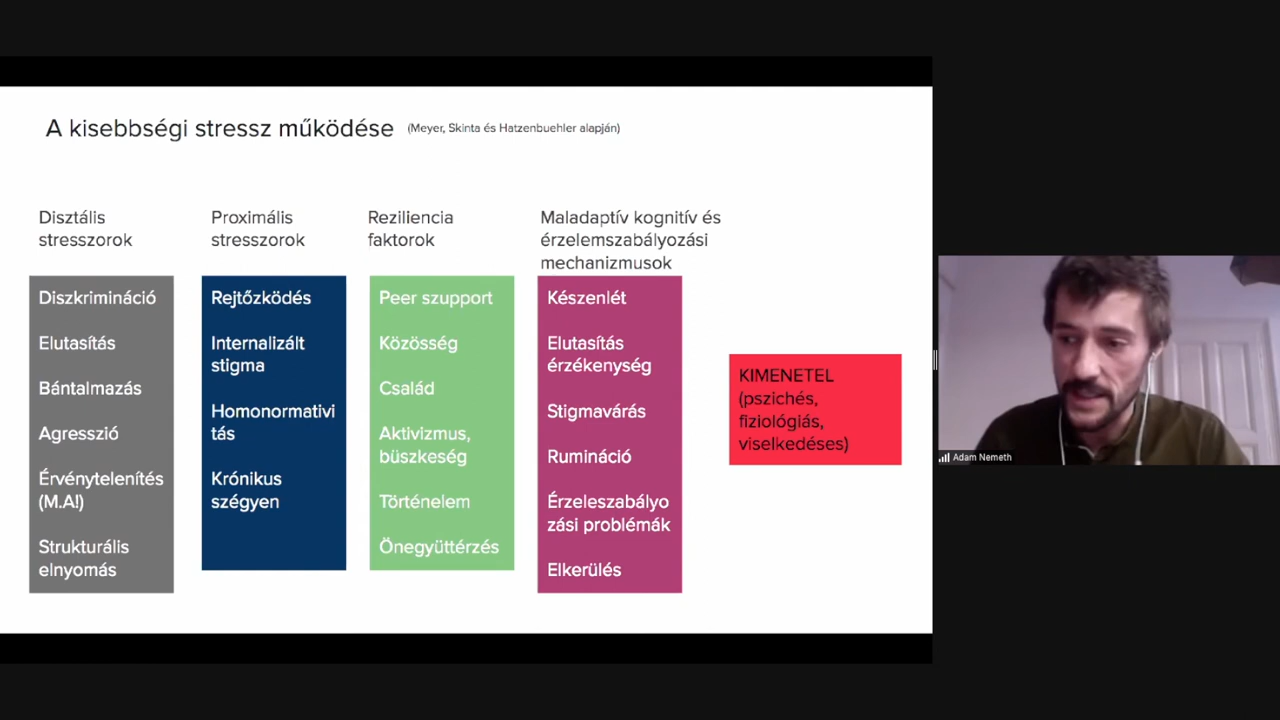 A kisebbségi stressz működése (Meyer, Skinta és Hatzenbuehler alapján)
Disztális
stresszorok
Diszkrimináció
Elutasítás
Bántalmazás
Agresszió
Érvénytelenítés
(M.A!)
Strukturális
elnyomás
Proximális
stresszorok
Rejtőzködés
Internalizált
stigma
Homonormativi
tás
Krónikus
szégyen
Reziliencia
faktorok
Peer szupport
Közösség
Család
Aktivizmus,
büszkeség
Történelem
Önegyüttérzés
Maladaptív kognitív és
érzelemszabályozási
mechanizmusok
Készenlét
Elutasítás
érzékenység
Stigmavárás
Rumináció
Érzeleszabályo
zási problémák
Elkerülés
KIMENETEL
(pszichés,
fiziológiás,
viselkedéses)
Adam Nemeth